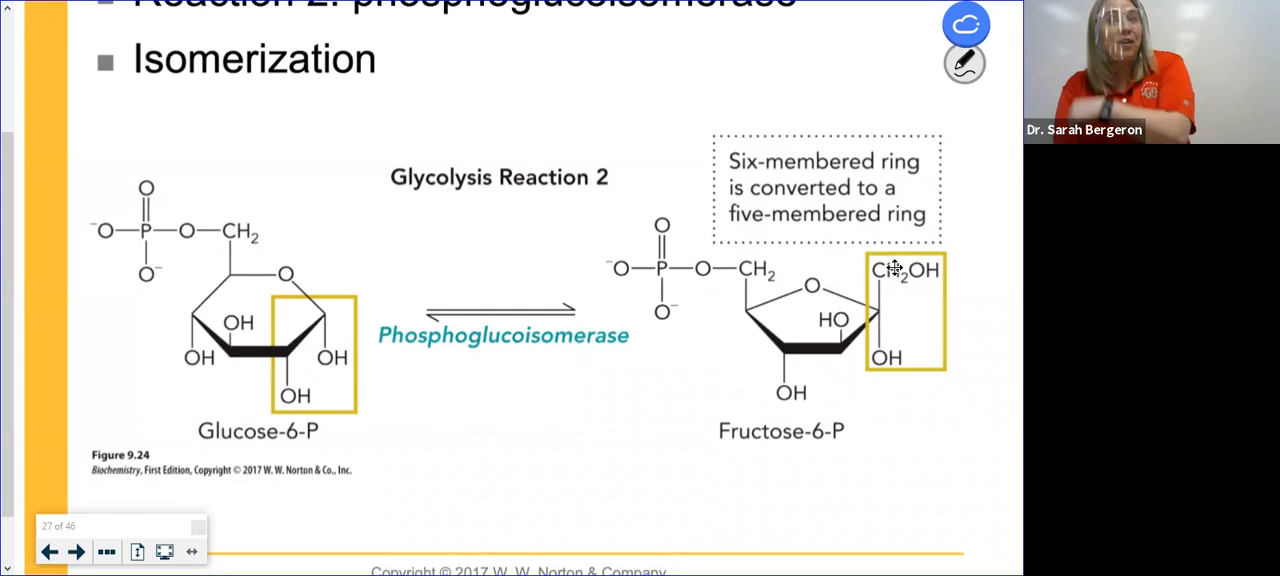 Reaction 2: phosphoglucoisomerase
Isomerization
Dr. Sarah Bergeron
Glycolysis Reaction 2
Six-membered ring
is converted to a
five-membered ring
O
⁻O—P—O—CH₂
O⁻
O
OH
OH
OH
OH
Glucose-6-P
Phosphoglucoisomerase
O
⁻O—P—O—CH₂
O⁻
O
CH₂OH
HO
OH
OH
Fructose-6-P
Figure 9.24
Biochemistry, First Edition, Copyright © 2017 W. W. Norton & Co., Inc.
27 of 46
Copyright © 2017 W. W. Norton & Company